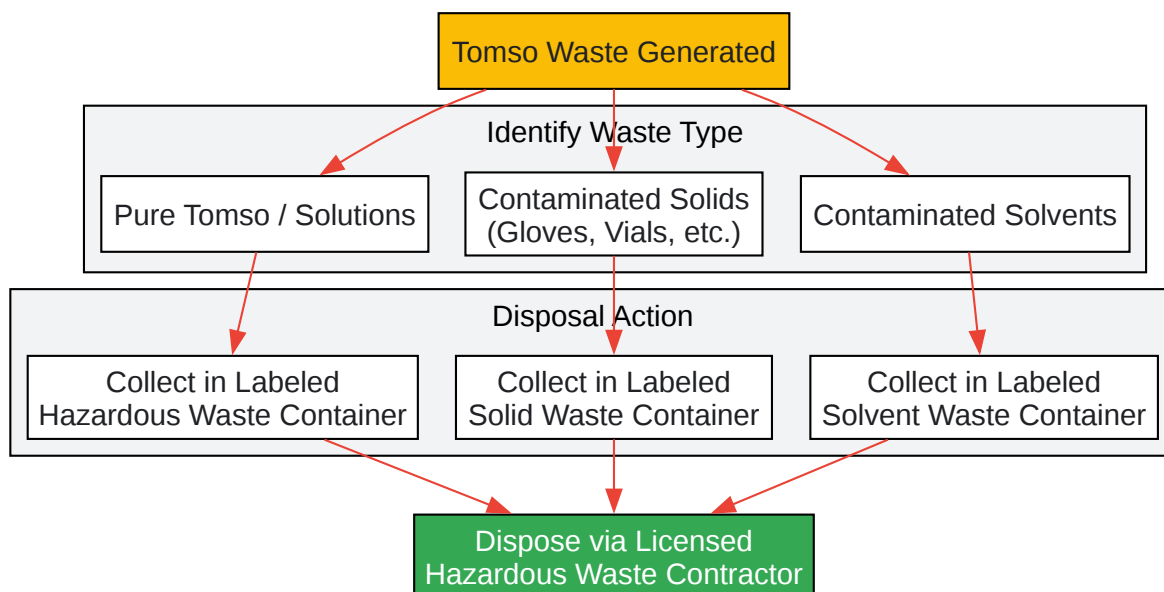 Tomso Waste Generated
Identify Waste Type
Pure Tomso / Solutions
Contaminated Solids
(Gloves, Vials, etc.)
Contaminated Solvents
Disposal Action
Collect in Labeled
Hazardous Waste Container
Collect in Labeled
Solid Waste Container
Collect in Labeled
Solvent Waste Container
Dispose via Licensed
Hazardous Waste Contractor